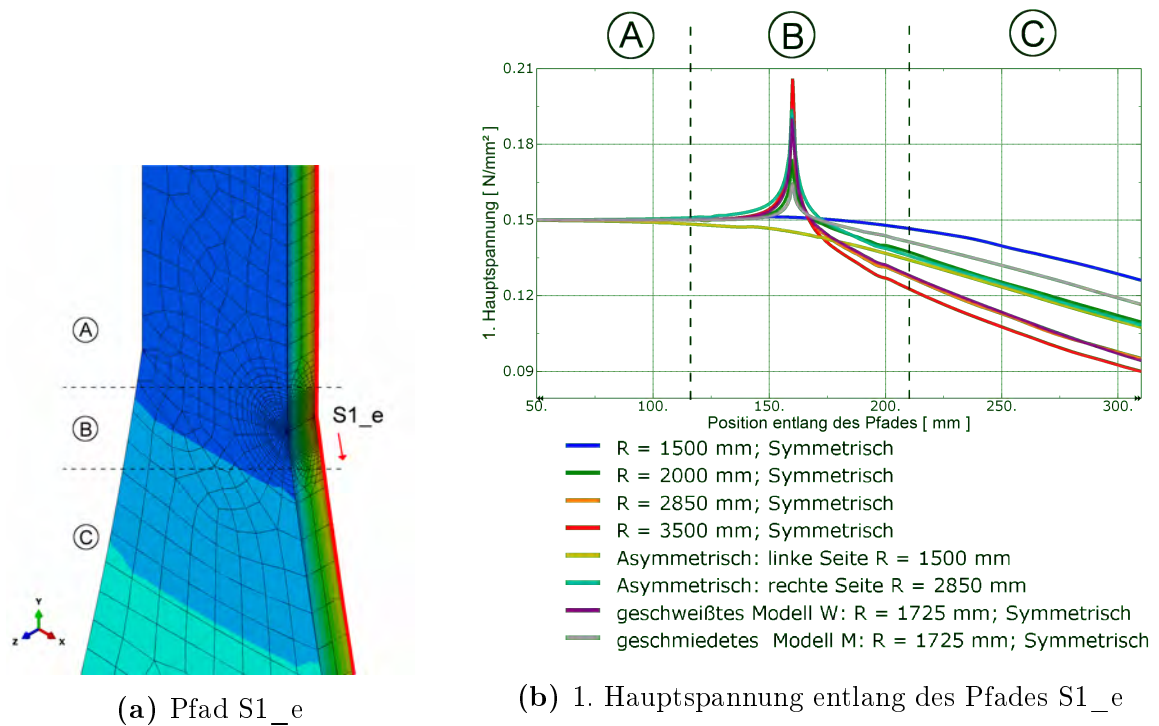 A
B
C
S1_e
Y
Z
X
(a) Pfad S1_e
A
B
C
1. Hauptspannung [ N/mm² ]
0.21
0.18
0.15
0.12
0.09
50.
100.
150.
200.
250.
300.
Position entlang des Pfades [ mm ]
R = 1500 mm; Symmetrisch
R = 2000 mm; Symmetrisch
R = 2850 mm; Symmetrisch
R = 3500 mm; Symmetrisch
Asymmetrisch: linke Seite R = 1500 mm
Asymmetrisch: rechte Seite R = 2850 mm
geschweißtes Modell W: R = 1725 mm; Symmetrisch
geschmiedetes Modell M: R = 1725 mm; Symmetrisch
(b) 1. Hauptspannung entlang des Pfades S1_e